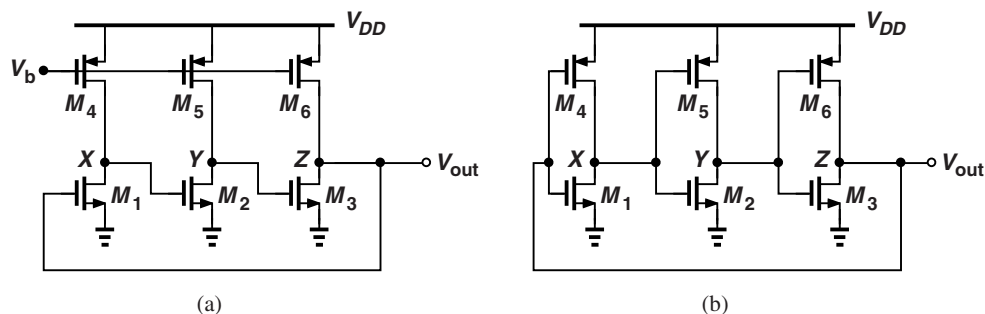 V_DD
V_b
M_4 M_5 M_6
X Y Z V_out
M_1 M_2 M_3
(a)
V_DD
M_4 M_5 M_6
X Y Z V_out
M_1 M_2 M_3
(b)